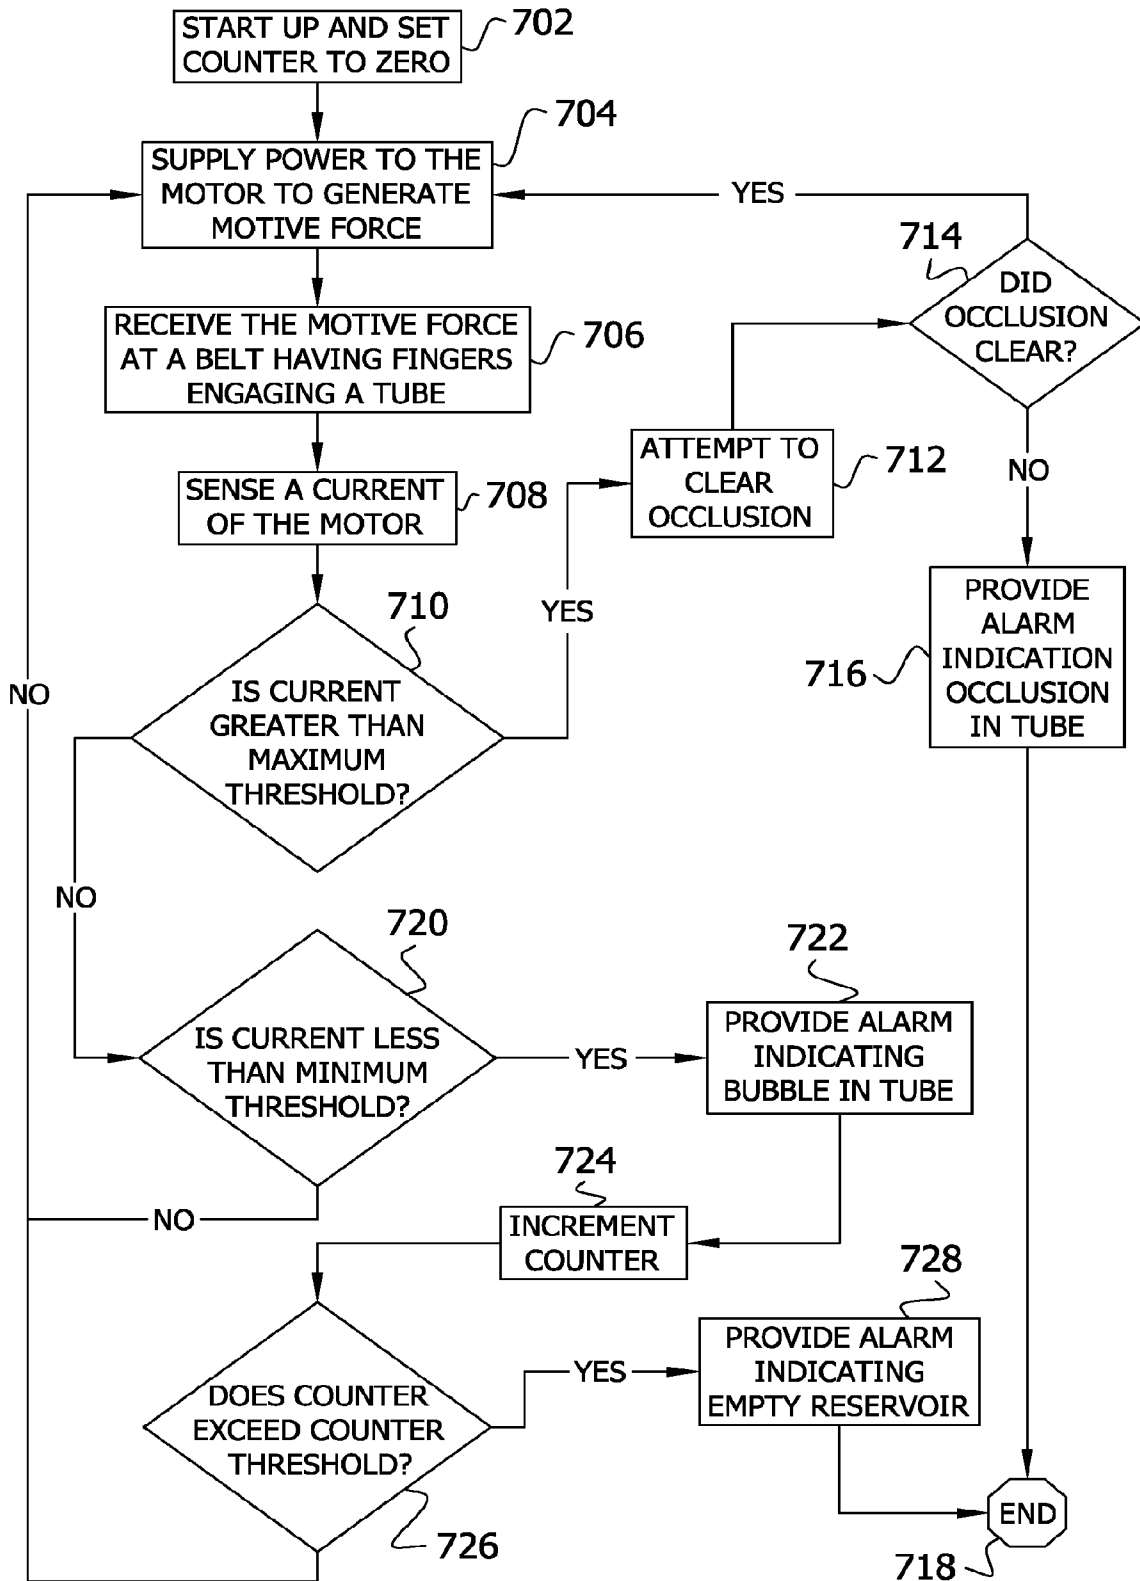 START UP AND SET
COUNTER TO ZERO
702
SUPPLY POWER TO THE
MOTOR TO GENERATE
MOTIVE FORCE
704
YES
RECEIVE THE MOTIVE FORCE
AT A BELT HAVING FINGERS
ENGAGING A TUBE
706
714
DID
OCCLUSION
CLEAR?
SENSE A CURRENT
OF THE MOTOR
708
ATTEMPT TO
CLEAR
OCCLUSION
712
NO
710
YES
IS CURRENT
GREATER THAN
MAXIMUM
THRESHOLD?
PROVIDE
ALARM
INDICATION
OCCLUSION
IN TUBE
716
NO
NO
720
IS CURRENT LESS
THAN MINIMUM
THRESHOLD?
YES
722
PROVIDE ALARM
INDICATING
BUBBLE IN TUBE
NO
724
INCREMENT
COUNTER
728
DOES COUNTER
EXCEED COUNTER
THRESHOLD?
YES
PROVIDE ALARM
INDICATING
EMPTY RESERVOIR
726
END
718